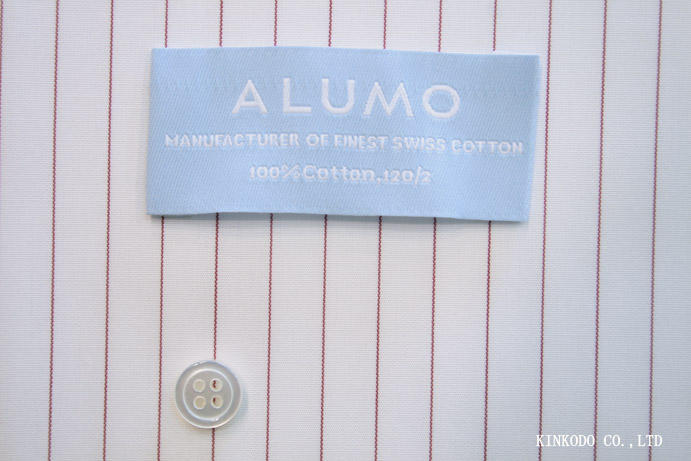 ALUMO
MANUFACTURER OF FINEST SWISS COTTON
100%Cotton.120/2
KINKODO CO.,LTD